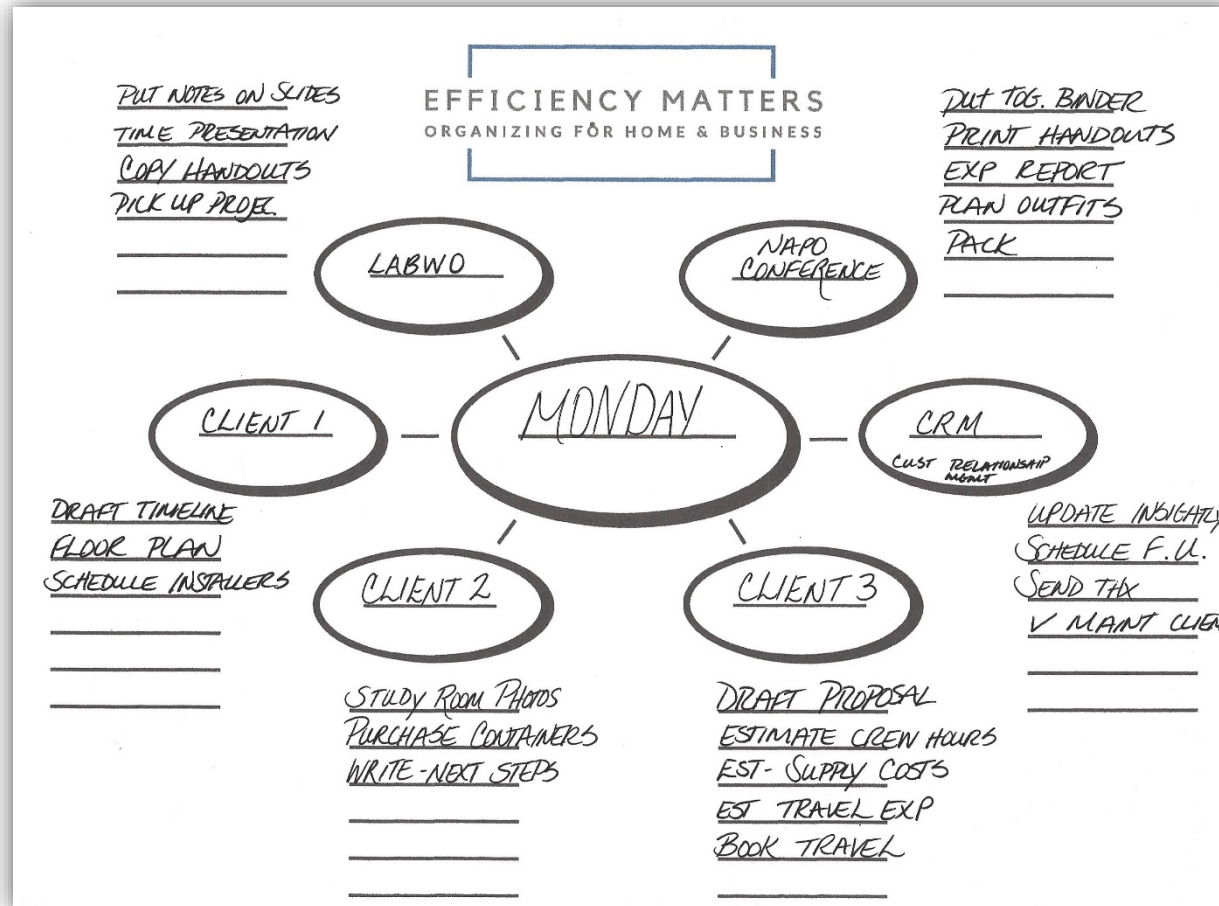 EFFICIENCY MATTERS
ORGANIZING FOR HOME & BUSINESS
PUT NOTES ON SLIDES
TIME PRESENTATION
COPY HANDOUTS
PICK UP PROJEC.
PUT TOG. BINDER
PRINT HANDOUTS
EXP REPORT
PLAN OUTFITS
PACK
LABWO
NAPO
CONFERENCE
CLIENT 1
MONDAY
CRM
CUST RELATIONSHIP
MGMT
DRAFT TIMELINE
FLOOR PLAN
SCHEDULE INSTALLERS
UPDATE INSIGHTLY
SCHEDULE F.U.
SEND THX
V MAINT CLIEN
CLIENT 2
CLIENT 3
STUDY ROOM PHOTOS
PURCHASE CONTAINERS
WRITE-NEXT STEPS
DRAFT PROPOSAL
ESTIMATE CREW HOURS
EST-SUPPLY COSTS
EST TRAVEL EXP
BOOK TRAVEL